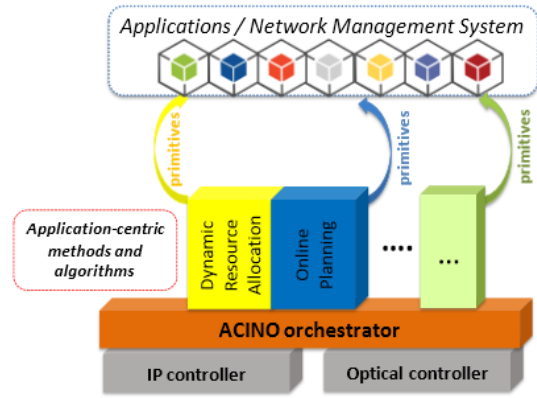 Applications / Network Management System
primitives
primitives
primitives
Application-centric
methods and
algorithms
Dynamic
Resource
Allocation
Online
Planning
....
...
ACINO orchestrator
IP controller
Optical controller